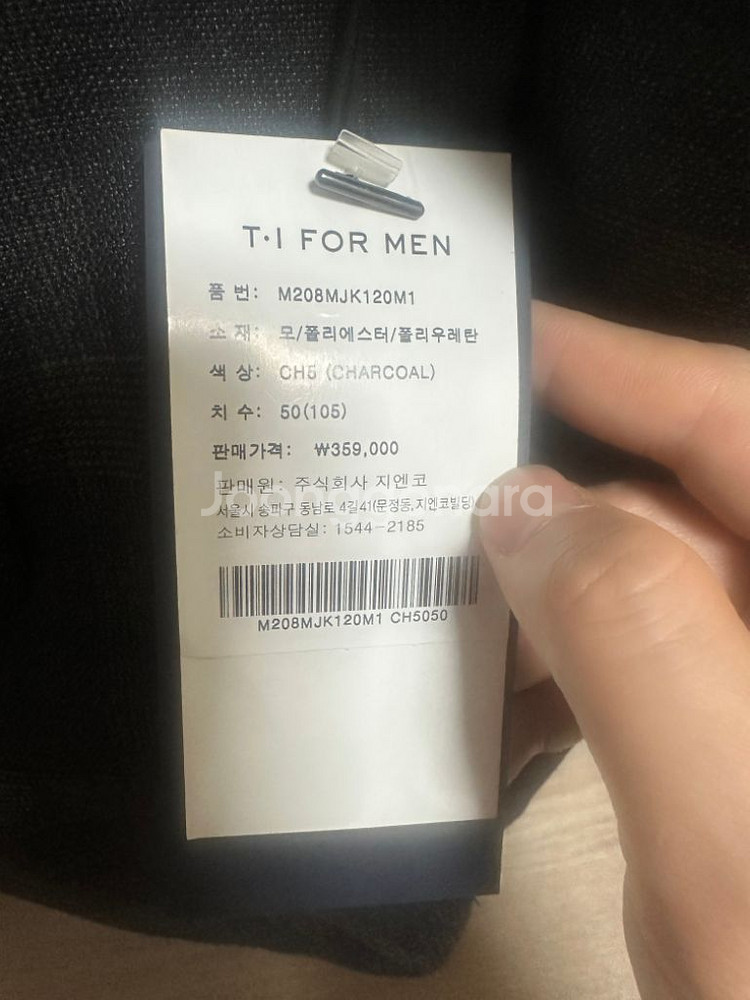 T·I FOR MEN
품 번: M208MJK120M1
소 재: 모/폴리에스터/폴리우레탄
색 상: CH5 (CHARCOAL)
치 수: 50(105)
판매가격: ₩359,000
판매원: 주식회사 지엔코
Joongonara
서울시 송파구 동남로 4길41(문정동,지엔코빌딩)
소비자상담실: 1544-2185
M208MJK120M1 CH5050